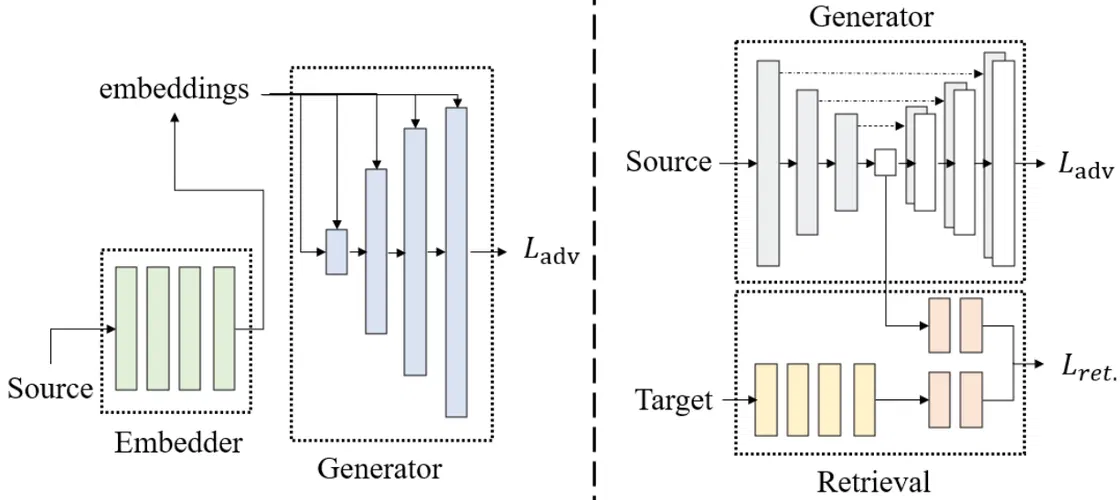 embeddings
Source
Embedder
Generator
L_adv
Generator
Source
L_adv
Target
L_ret.
Retrieval